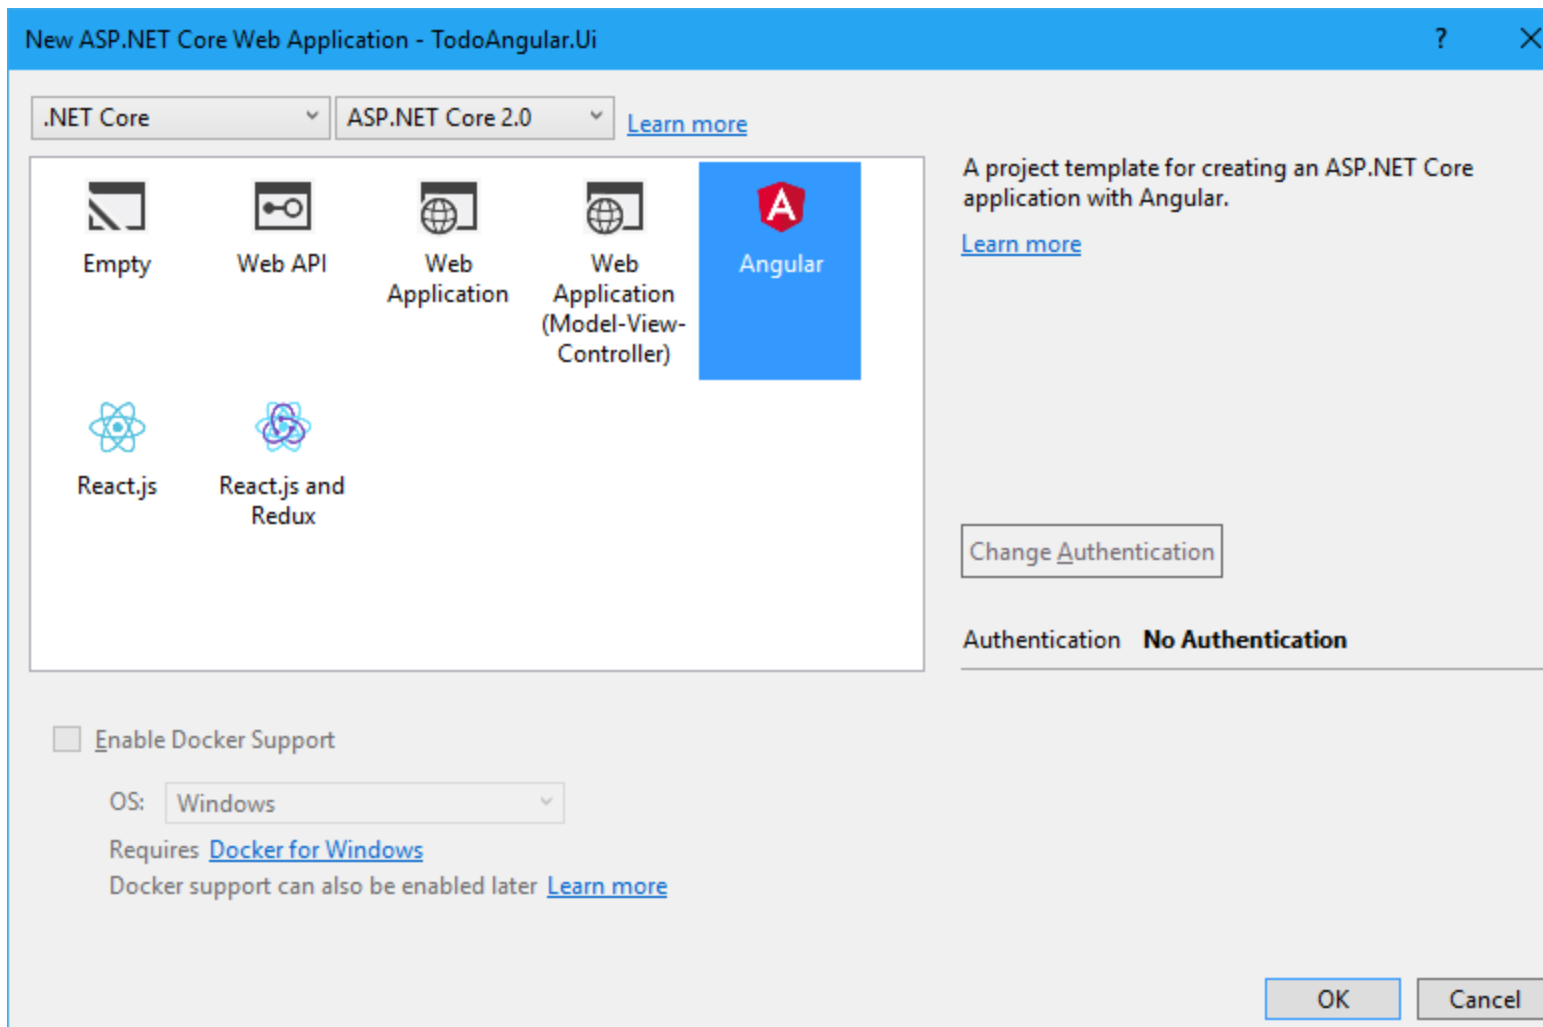 New ASP.NET Core Web Application - TodoAngular.Ui
?
.NET Core
ASP.NET Core 2.0
Learn more
Empty
Web API
Web
Application
Web
Application
(Model-View-
Controller)
Angular
React.js
React.js and
Redux
A project template for creating an ASP.NET Core
application with Angular.
Learn more
Change Authentication
Authentication No Authentication
Enable Docker Support
OS: Windows
Requires Docker for Windows
Docker support can also be enabled later Learn more
OK
Cancel